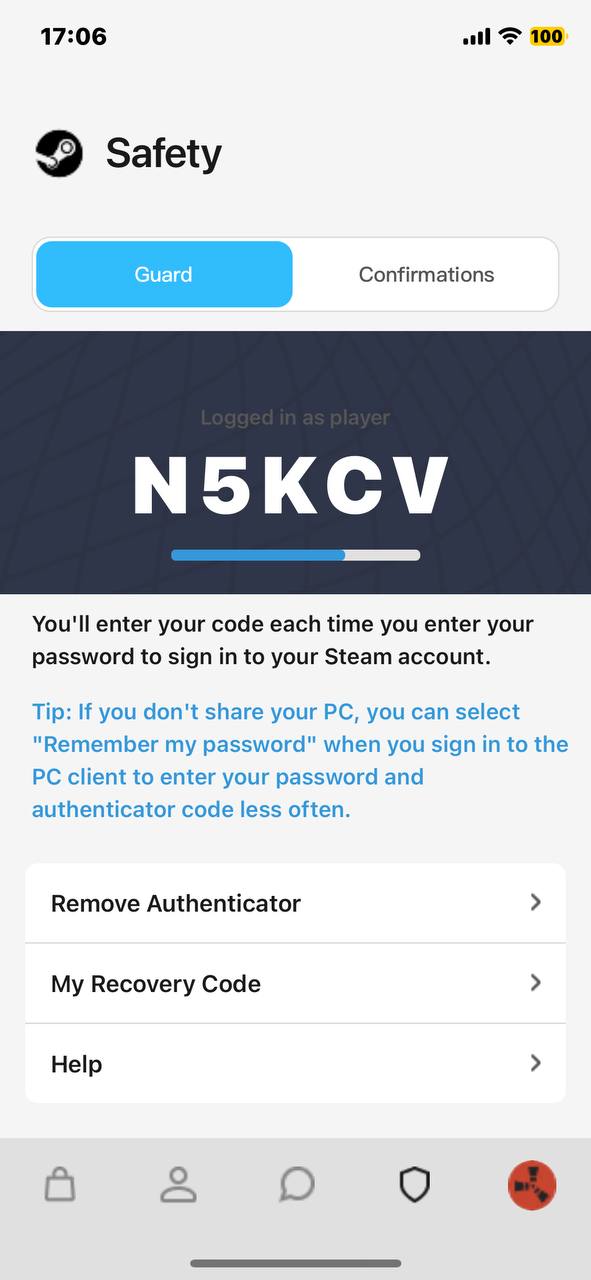 17:06
100
Safety
Guard
Confirmations
Logged in as player
N5KCV
You'll enter your code each time you enter your
password to sign in to your Steam account.
Tip: If you don't share your PC, you can select
"Remember my password" when you sign in to the
PC client to enter your password and
authenticator code less often.
Remove Authenticator
My Recovery Code
Help